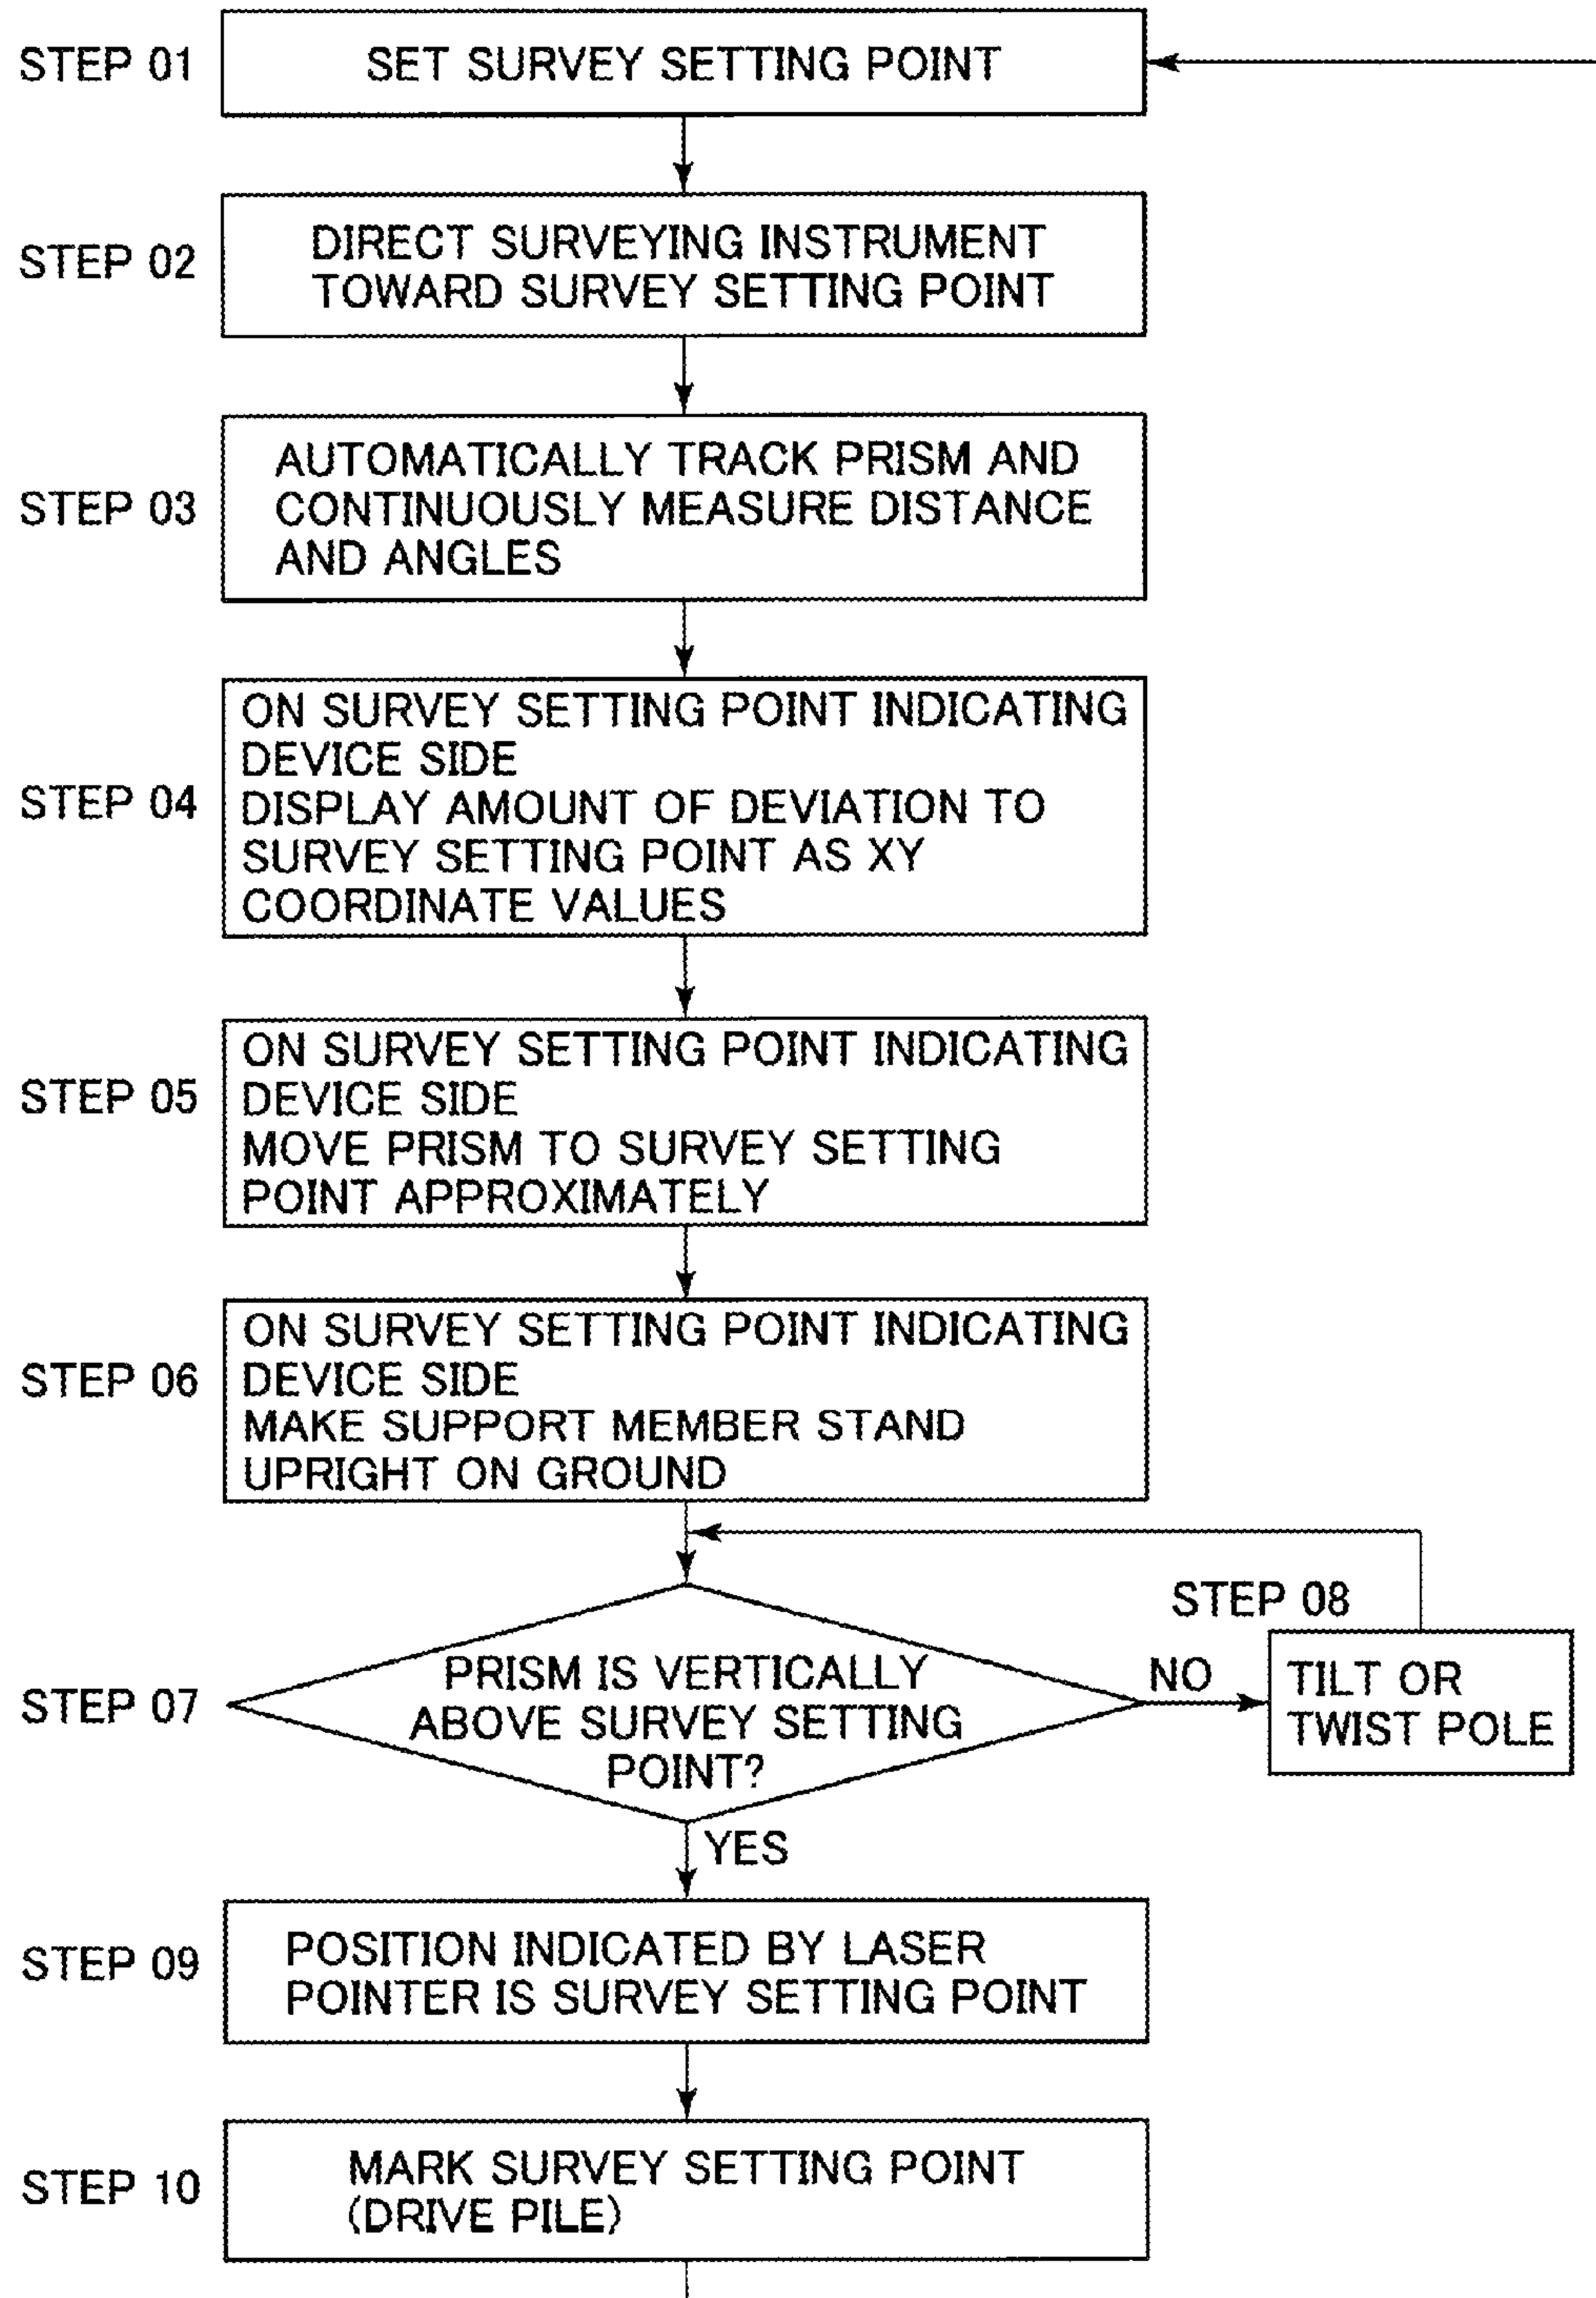 STEP 01
SET SURVEY SETTING POINT
STEP 02
DIRECT SURVEYING INSTRUMENT
TOWARD SURVEY SETTING POINT
STEP 03
AUTOMATICALLY TRACK PRISM AND
CONTINUOUSLY MEASURE DISTANCE
AND ANGLES
STEP 04
ON SURVEY SETTING POINT INDICATING
DEVICE SIDE
DISPLAY AMOUNT OF DEVIATION TO
SURVEY SETTING POINT AS XY
COORDINATE VALUES
STEP 05
ON SURVEY SETTING POINT INDICATING
DEVICE SIDE
MOVE PRISM TO SURVEY SETTING
POINT APPROXIMATELY
STEP 06
ON SURVEY SETTING POINT INDICATING
DEVICE SIDE
MAKE SUPPORT MEMBER STAND
UPRIGHT ON GROUND
STEP 07
PRISM IS VERTICALLY
ABOVE SURVEY SETTING
POINT?
NO
STEP 08
TILT OR
TWIST POLE
YES
STEP 09
POSITION INDICATED BY LASER
POINTER IS SURVEY SETTING POINT
STEP 10
MARK SURVEY SETTING POINT
(DRIVE PILE)